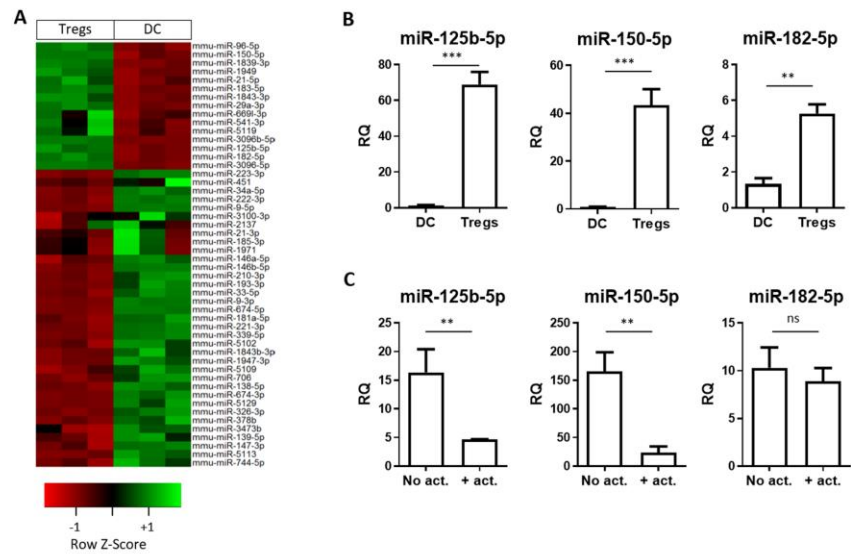 A
Tregs DC
mmu-miR-96-5p
mmu-miR-150-5p
mmu-miR-1839-3p
mmu-miR-1949
mmu-miR-21-5p
mmu-miR-183-5p
mmu-miR-1843-3p
mmu-miR-29a-3p
mmu-miR-669l-3p
mmu-miR-541-3p
mmu-miR-5119
mmu-miR-3096b-5p
mmu-miR-125b-5p
mmu-miR-182-5p
mmu-miR-3096-5p
mmu-miR-223-3p
mmu-miR-451
mmu-miR-34a-5p
mmu-miR-222-3p
mmu-miR-9-5p
mmu-miR-3100-3p
mmu-miR-2137
mmu-miR-21-3p
mmu-miR-185-3p
mmu-miR-1971
mmu-miR-146a-5p
mmu-miR-146b-5p
mmu-miR-210-3p
mmu-miR-193-3p
mmu-miR-33-5p
mmu-miR-9-3p
mmu-miR-674-5p
mmu-miR-181a-5p
mmu-miR-221-3p
mmu-miR-339-5p
mmu-miR-5102
mmu-miR-1843b-3p
mmu-miR-1947-3p
mmu-miR-5109
mmu-miR-706
mmu-miR-138-5p
mmu-miR-674-3p
mmu-miR-5129
mmu-miR-326-3p
mmu-miR-378b
mmu-miR-3473b
mmu-miR-139-5p
mmu-miR-147-3p
mmu-miR-5113
mmu-miR-744-5p
-1 +1
Row Z-Score
B
miR-125b-5p
***
80
60
40
20
0
RQ
DC Tregs
miR-150-5p
***
60
40
20
0
RQ
DC Tregs
miR-182-5p
**
8
6
4
2
0
RQ
DC Tregs
C
miR-125b-5p
**
25
20
15
10
5
0
RQ
No act. + act.
miR-150-5p
**
250
200
150
100
50
0
RQ
No act. + act.
miR-182-5p
ns
15
10
5
0
RQ
No act. + act.